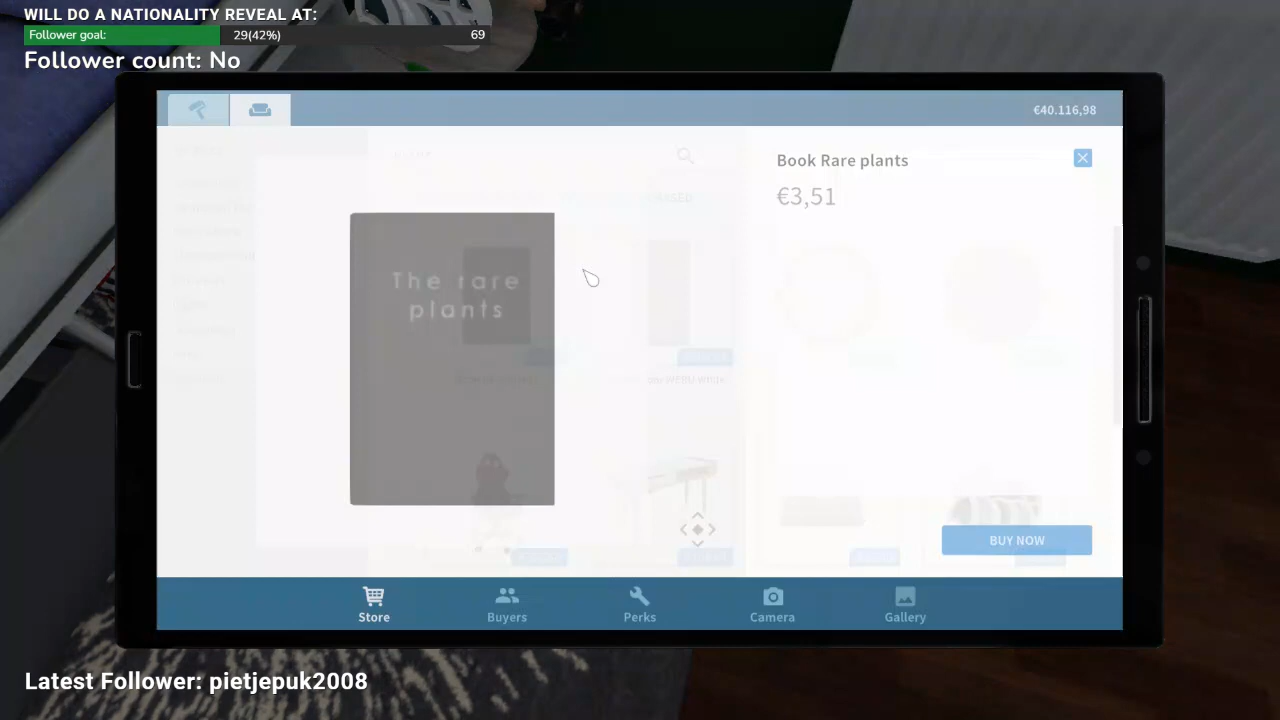 WILL DO A NATIONALITY REVEAL AT:
Follower goal: 29(42%) 69
Follower count: No
€40.116,98
Book Rare plants
€3,51
The rare
plants
BUY NOW
Store Buyers Perks Camera Gallery
Latest Follower: pietjepuk2008